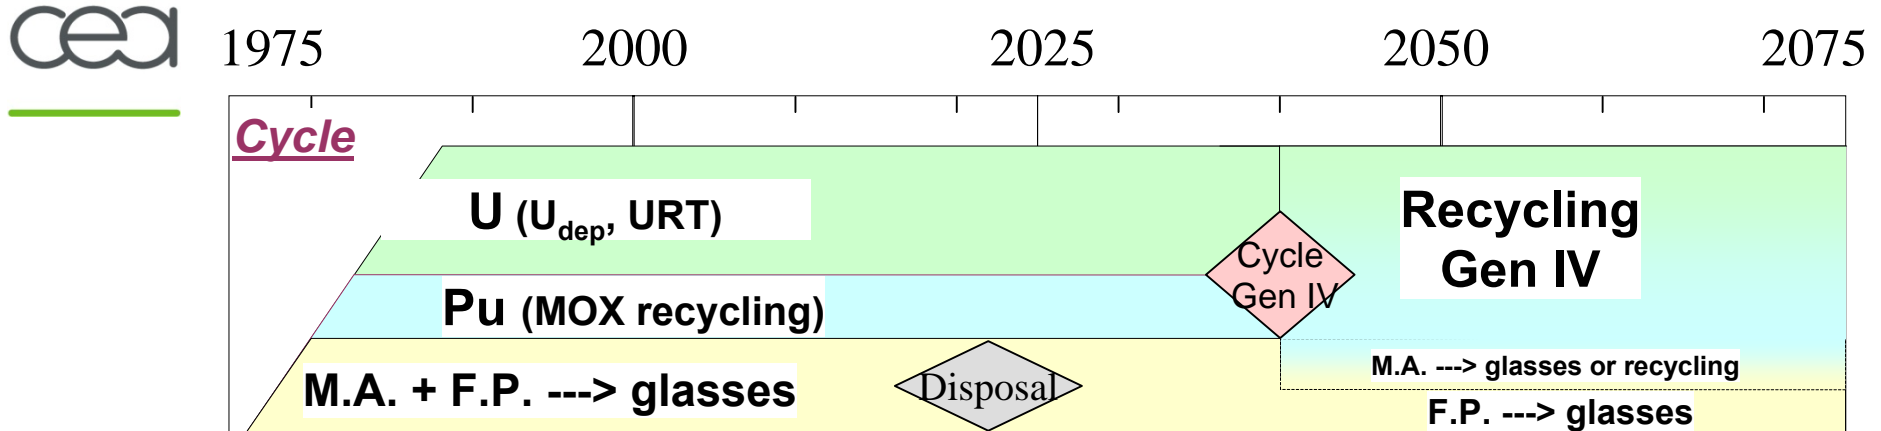 cea
1975 2000 2025 2050 2075
Cycle
U (Udep, URT)
Pu (MOX recycling)
M.A. + F.P. ---> glasses
Disposal
Cycle
Gen IV
Recycling
Gen IV
M.A. ---> glasses or recycling
F.P. ---> glasses